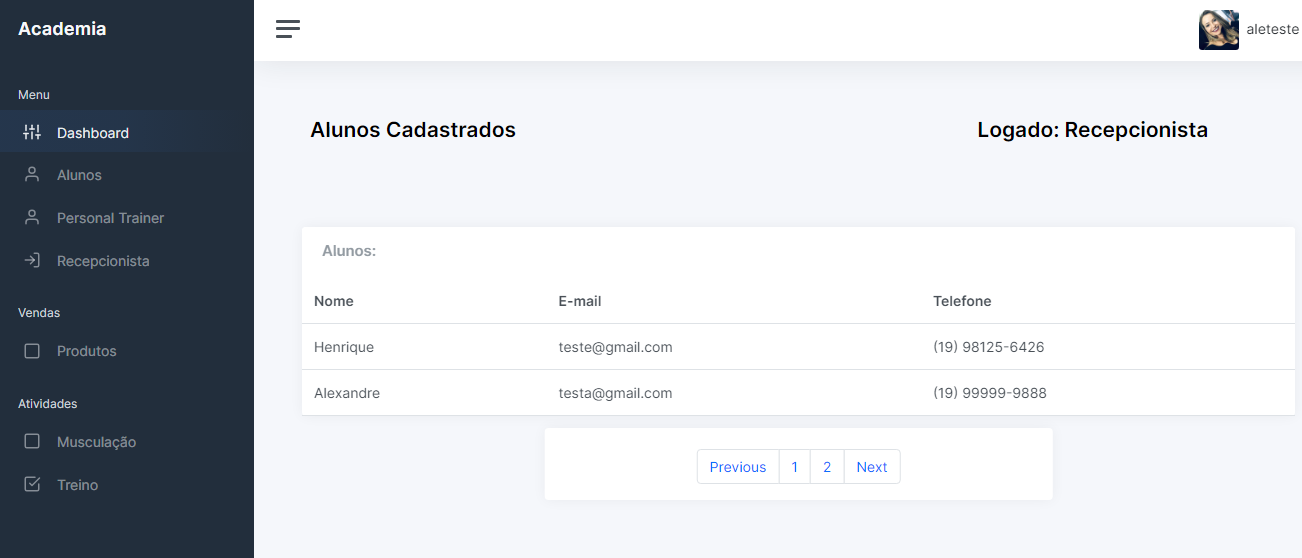 Academia
aleteste
Menu
Dashboard
Alunos
Personal Trainer
Recepcionista
Vendas
Produtos
Atividades
Musculação
Treino
Alunos Cadastrados
Logado: Recepcionista
Alunos:
Nome E-mail Telefone
Henrique teste@gmail.com (19) 98125-6426
Alexandre testa@gmail.com (19) 99999-9888
Previous 1 2 Next